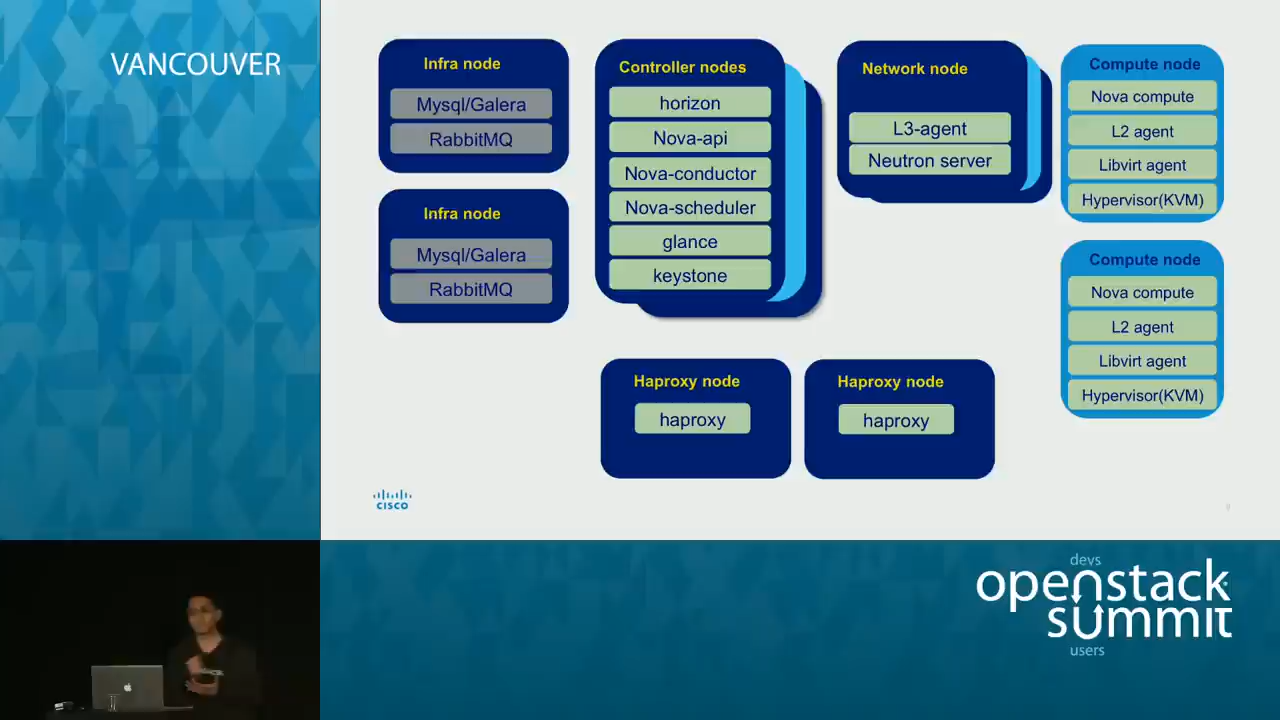 VANCOUVER
Infra node
Mysql/Galera
RabbitMQ
Infra node
Mysql/Galera
RabbitMQ
Controller nodes
horizon
Nova-api
Nova-conductor
Nova-scheduler
glance
keystone
Network node
L3-agent
Neutron server
Compute node
Nova compute
L2 agent
Libvirt agent
Hypervisor(KVM)
Compute node
Nova compute
L2 agent
Libvirt agent
Hypervisor(KVM)
Haproxy node
haproxy
Haproxy node
haproxy
CISCO
devs
openstack
summit
users